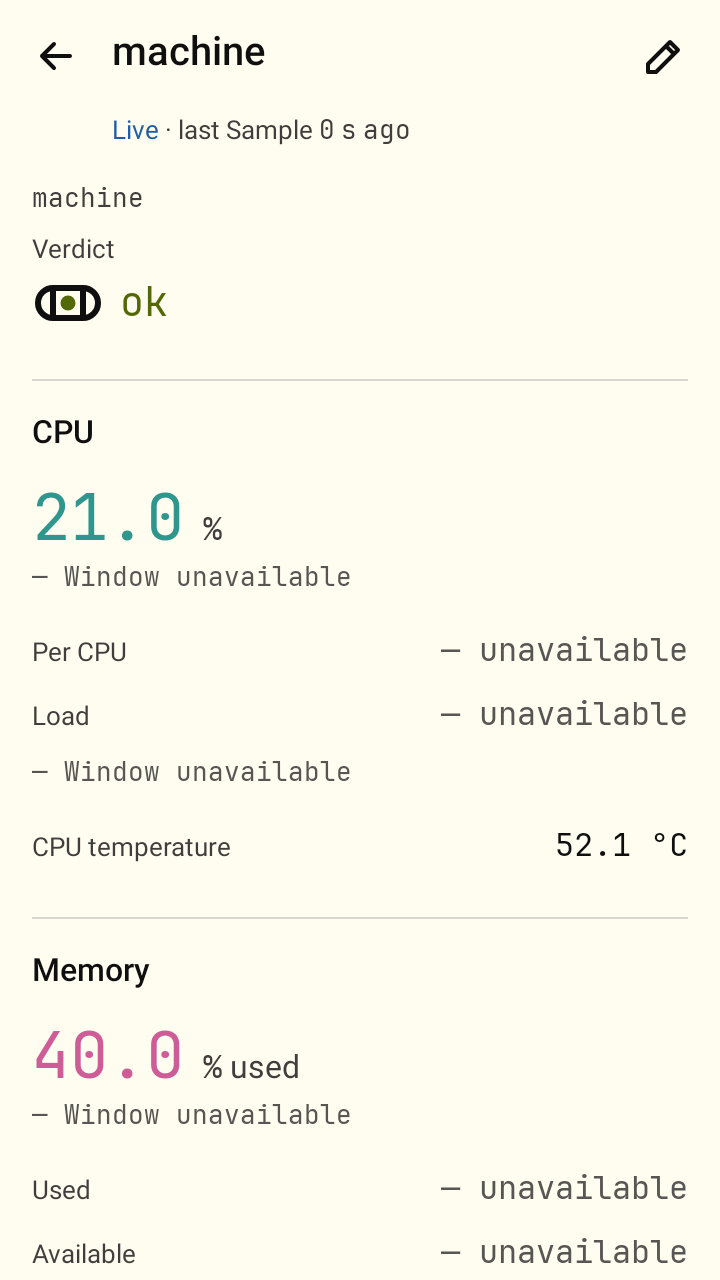 machine
Live · last Sample 0 s ago
machine
Verdict
ok
CPU
21.0 %
— Window unavailable
Per CPU — unavailable
Load — unavailable
— Window unavailable
CPU temperature 52.1 °C
Memory
40.0 % used
— Window unavailable
Used — unavailable
Available — unavailable